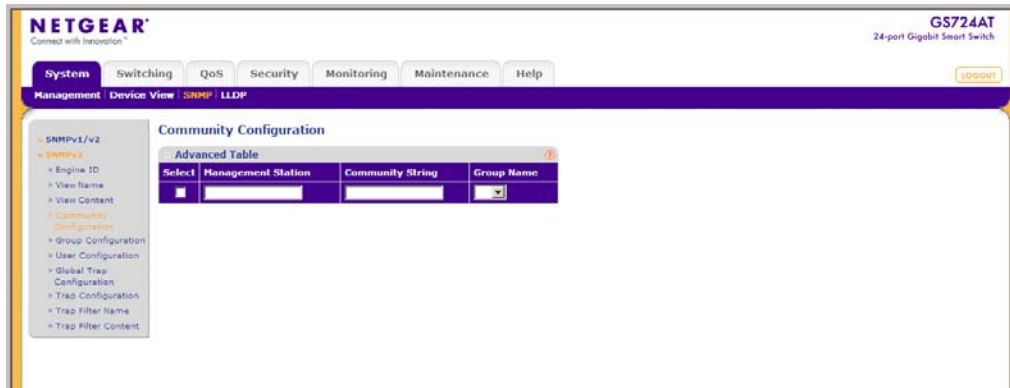 NETGEAR
Connect with Innovation™
GS724AT
24-port Gigabit Smart Switch
System Switching QoS Security Monitoring Maintenance Help
LOGOUT
Management Device View SNMP LLDP
SNMPv1/v2
SNMPv3
Engine ID
View Name
View Content
Community
Configuration
Group Configuration
User Configuration
Global Trap
Configuration
Trap Configuration
Trap Filter Name
Trap Filter Content
Community Configuration
Advanced Table
?
Select Management Station Community String Group Name